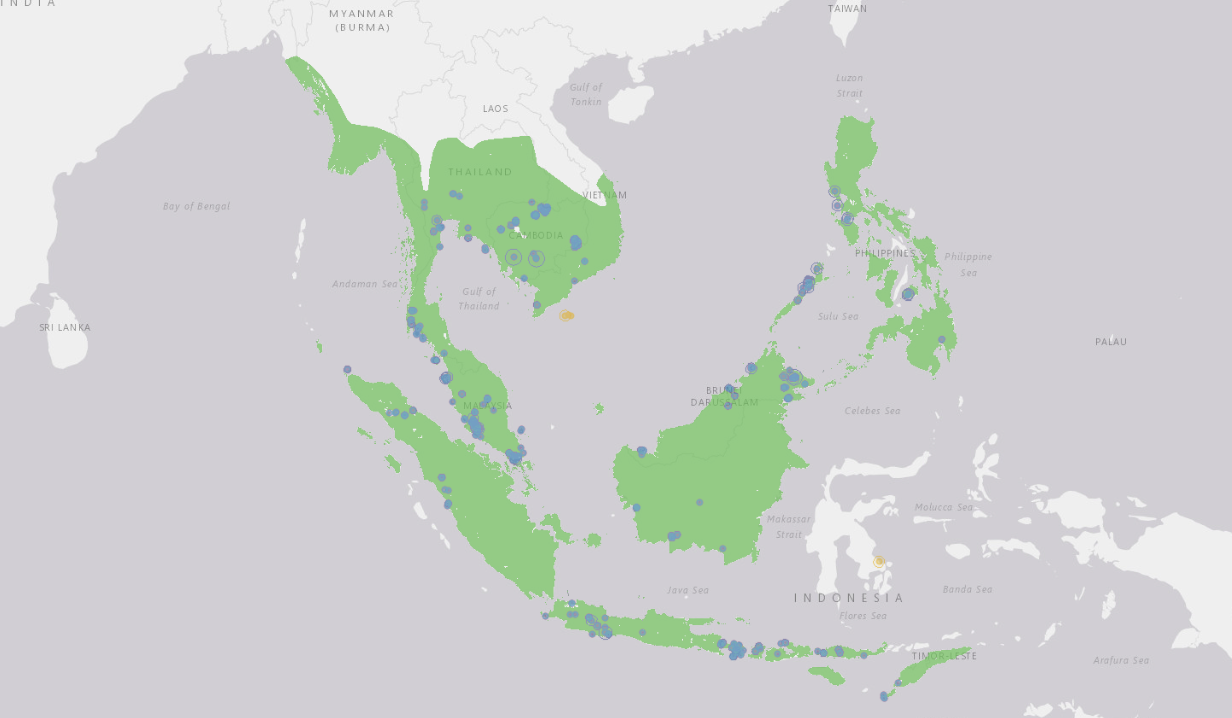 INDIA
TAIWAN
MYANMAR
(BURMA)
Luzon
Strait
Gulf of
Tonkin
LAOS
THAILAND
VIETNAM
Bay of Bengal
CAMBODIA
PHILIPPINES
Philippine
Sea
Andaman Sea
Gulf of
Thailand
Sulu Sea
SRI LANKA
PALAU
BRUNEI
DARUSSALAM
MALAYSIA
Celebes Sea
Molucca Sea
Makassar
Strait
Java Sea
Banda Sea
INDONESIA
Flores Sea
TIMOR-LESTE
Arafura Sea